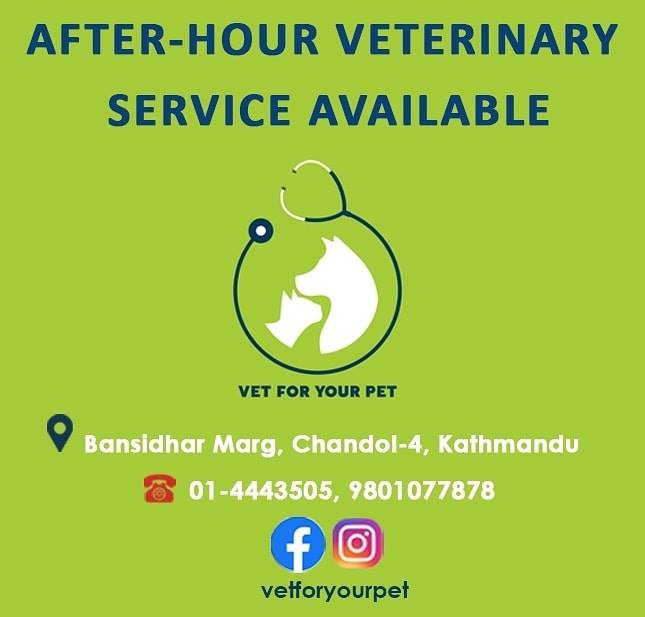 AFTER-HOUR VETERINARY
SERVICE AVAILABLE
VET FOR YOUR PET
Bansidhar Marg, Chandol-4, Kathmandu
01-4443505, 9801077878
vetforyourpet